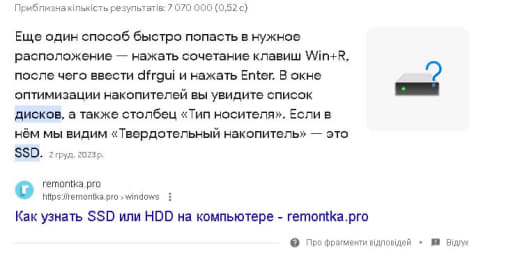 Приблизна кількість результатів: 7 070 000 (0,52 с)
Еще один способ быстро попасть в нужное
расположение — нажать сочетание клавиш Win+R,
после чего ввести dfrgui и нажать Enter. В окне
оптимизации накопителей вы увидите список
дисков, а также столбец «Тип носителя». Если в
нём мы видим «Твердотельный накопитель» — это
SSD. 2 груд. 2023 р.
remontka.pro
https://remontka.pro › windows
Как узнать SSD или HDD на компьютере - remontka.pro
Про фрагменти відповідей • Відгук